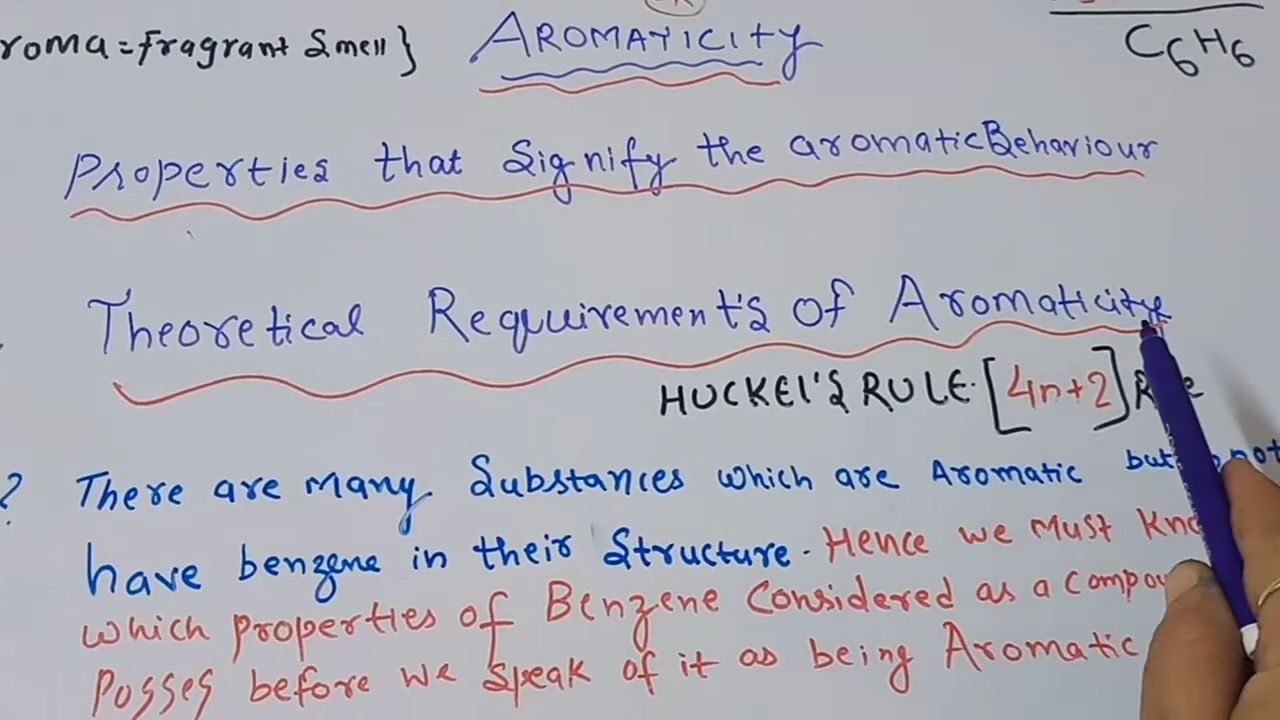 roma = fragrant Smell} AROMATICITY
C6H6
Properties that Signify the aromatic Behaviour
Theoretical Requirement's of Aromaticity
HUCKEl'S RULE. [4n+2]
? There are many Substances which are Aromatic but not
have benzene in their Structure. Hence we Must
which properties of Benzene Considered as a
Posses before we Speak of it as being Aromatic